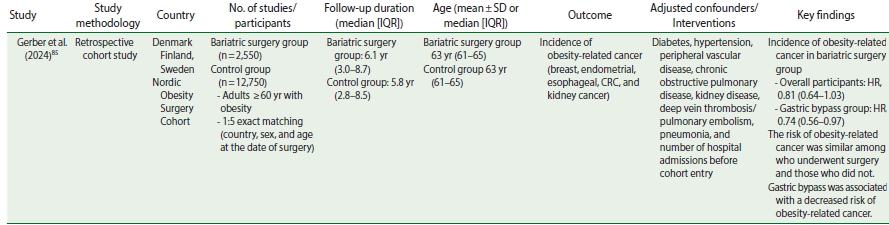 Study
Study
methodology
Country
No. of studies/
participants
Follow-up duration
(median [IQR])
Age (mean±SD or
median [IQR])
Outcome
Adjusted confounders/
Interventions
Key findings
Gerber et al.
(2024)85
Retrospective
cohort study
Denmark
Finland,
Sweden
Nordic
Obesity
Surgery
Cohort
Bariatric surgery group
(n=2,550)
Control group
(n=12,750)
- Adults ≥60 yr with
obesity
- 1:5 exact matching
(country, sex, and age
at the date of surgery)
Bariatric surgery
group: 6.1 yr
(3.0–8.7)
Control group: 5.8 yr
(2.8–8.5)
Bariatric surgery group
63 yr (61–65)
Control group 63 yr
(61–65)
Incidence of
obesity-related cancer
(breast, endometrial,
esophageal, CRC, and
kidney cancer)
Diabetes, hypertension,
peripheral vascular
disease, chronic
obstructive pulmonary
disease, kidney disease,
deep vein thrombosis/
pulmonary embolism,
pneumonia, and
number of hospital
admissions before
cohort entry
Incidence of obesity-related
cancer in bariatric surgery
group
- Overall participants: HR,
0.81 (0.64–1.03)
- Gastric bypass group: HR
0.74 (0.56–0.97)
The risk of obesity-related
cancer was similar among
who underwent surgery
and those who did not.
Gastric bypass was associated
with a decreased risk of
obesity-related cancer.